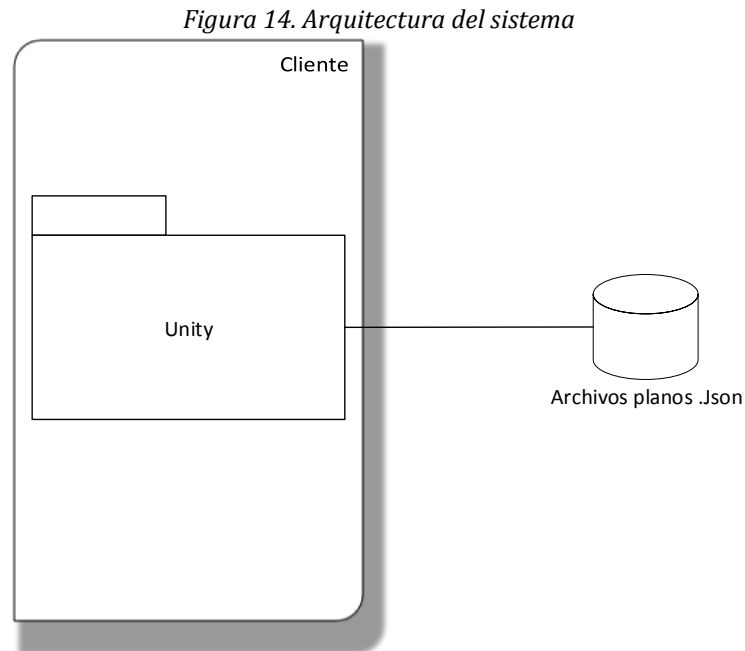 Figura 14. Arquitectura del sistema
Cliente
Unity
Archivos planos .Json